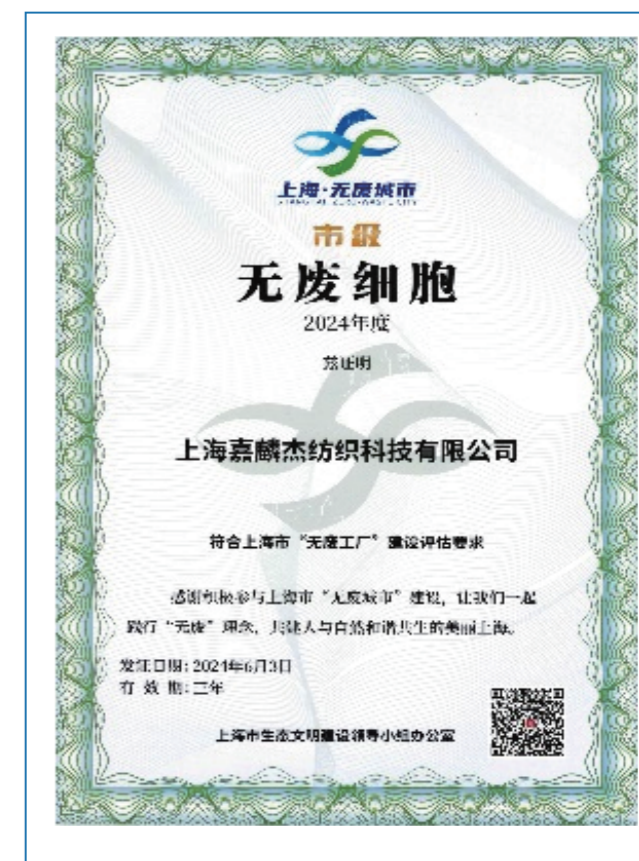 上海·无废城市
SHANGHAI ZERO-WASTE CITY
市级
无废细胞
2024年度
兹证明
上海嘉麟杰纺织科技有限公司
符合上海市“无废工厂”建设评估要求
感谢积极参与上海市“无废城市”建设，让我们一起
践行“无废”理念，共建人与自然和谐共生的美丽上海。
发证日期：2024年6月3日
有 效 期：三年
上海市生态文明建设领导小组办公室